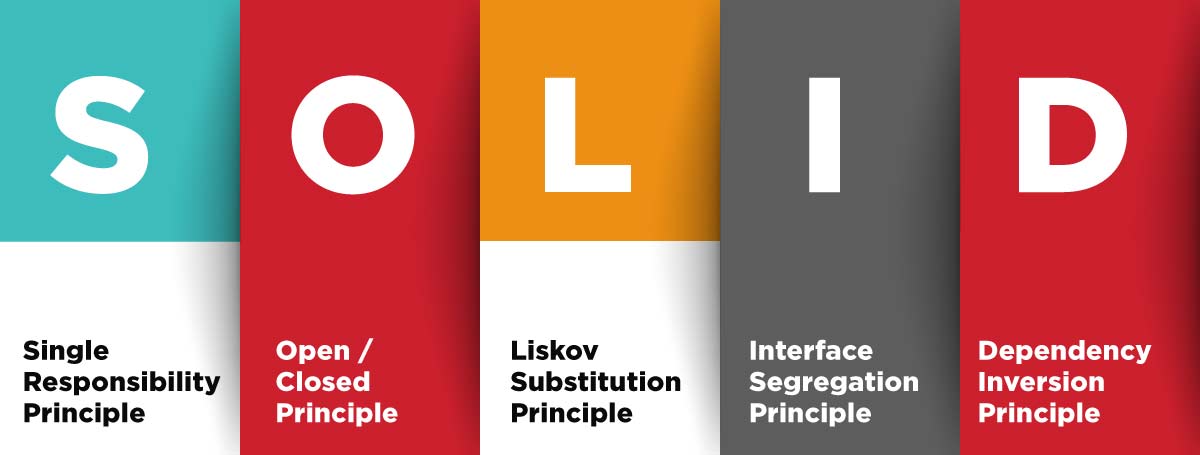 S O L I D
Single
Responsibility
Principle
Open /
Closed
Principle
Liskov
Substitution
Principle
Interface
Segregation
Principle
Dependency
Inversion
Principle